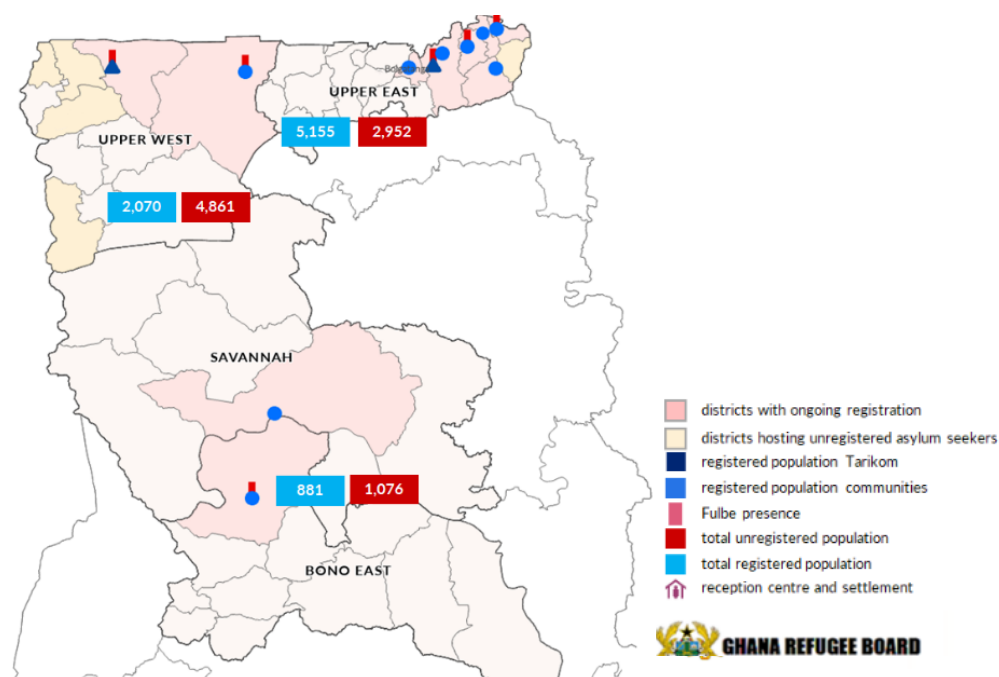 UPPER EAST
5,155 2,952
UPPER WEST
2,070 4,861
SAVANNAH
881 1,076
BONO EAST
districts with ongoing registration
districts hosting unregistered asylum seekers
registered population Tarikom
registered population communities
Fulbe presence
total unregistered population
total registered population
reception centre and settlement
GHANA REFUGEE BOARD